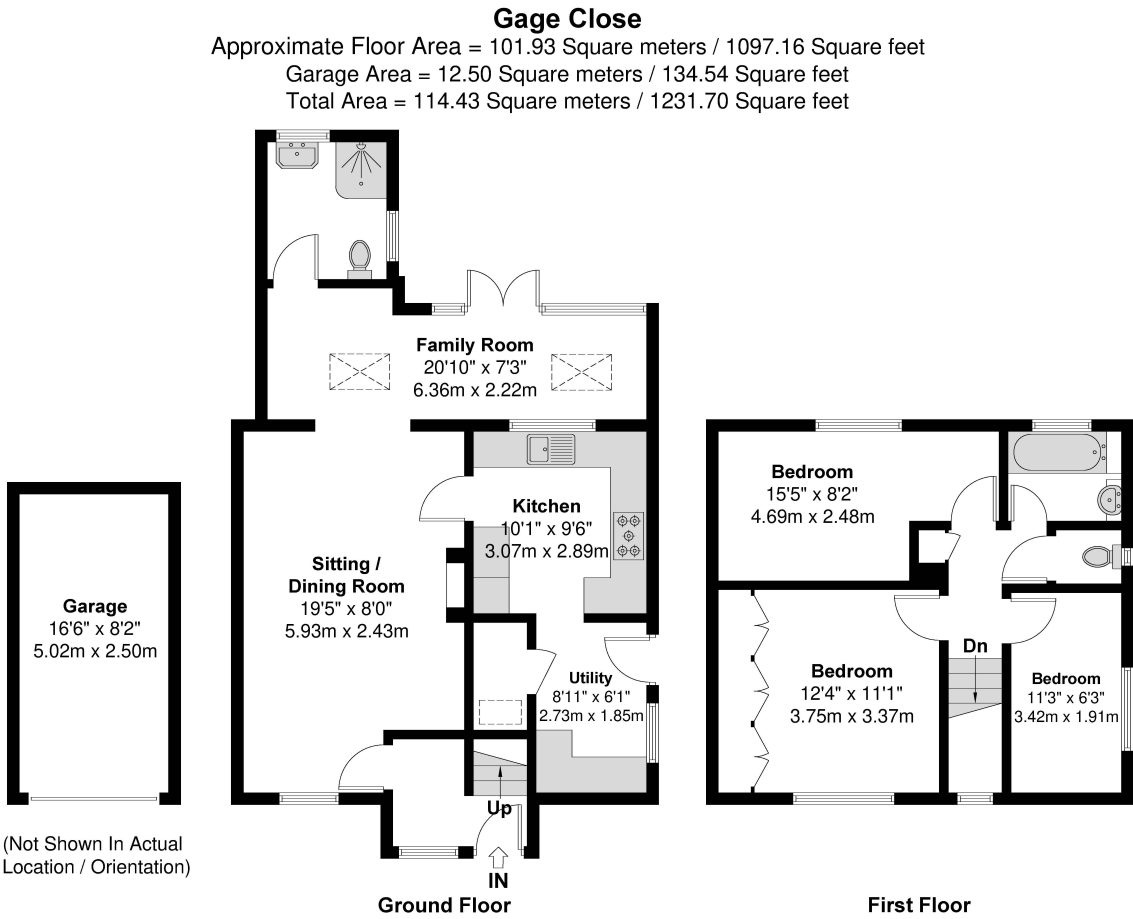 Gage Close
Approximate Floor Area = 101.93 Square meters / 1097.16 Square feet
Garage Area = 12.50 Square meters / 134.54 Square feet
Total Area = 114.43 Square meters / 1231.70 Square feet
Family Room
20'10" x 7'3"
6.36m x 2.22m
Kitchen
10'1" x 9'6"
3.07m x 2.89m
Sitting /
Dining Room
19'5" x 8'0"
5.93m x 2.43m
Utility
8'11" x 6'1"
2.73m x 1.85m
Up
IN
Ground Floor
Garage
16'6" x 8'2"
5.02m x 2.50m
(Not Shown In Actual
Location / Orientation)
Bedroom
15'5" x 8'2"
4.69m x 2.48m
Bedroom
12'4" x 11'1"
3.75m x 3.37m
Dn
Bedroom
11'3" x 6'3"
3.42m x 1.91m
First Floor